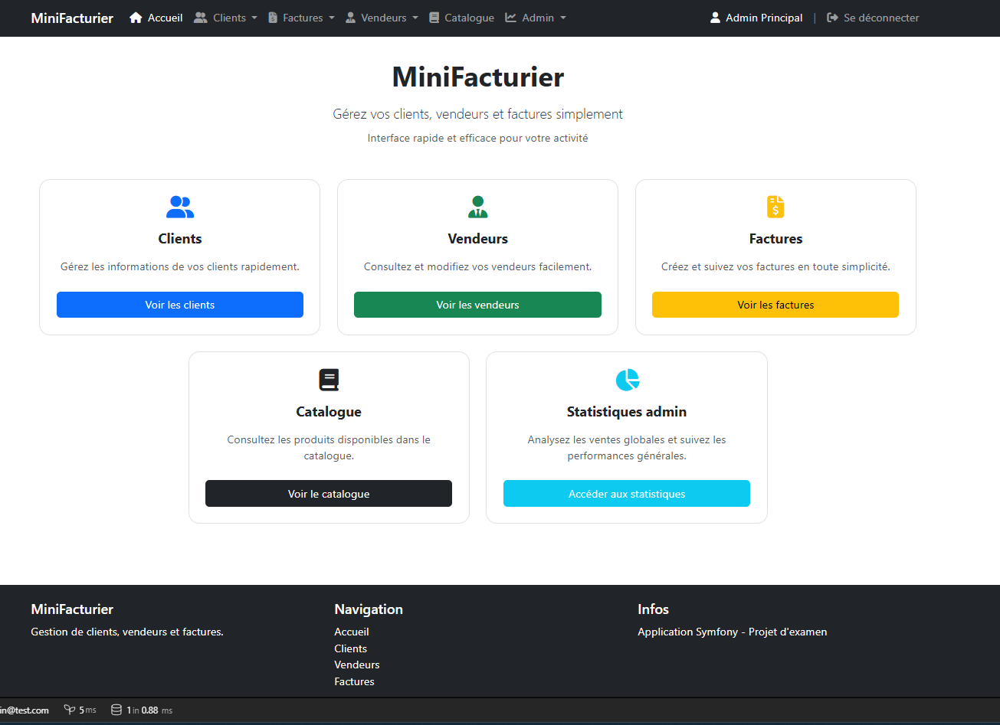 MiniFacturier Accueil Clients Factures Vendeurs Catalogue Admin Admin Principal | Se déconnecter
MiniFacturier
Gérez vos clients, vendeurs et factures simplement
Interface rapide et efficace pour votre activité
Clients
Gérez les informations de vos clients rapidement.
Voir les clients
Vendeurs
Consultez et modifiez vos vendeurs facilement.
Voir les vendeurs
Factures
Créez et suivez vos factures en toute simplicité.
Voir les factures
Catalogue
Consultez les produits disponibles dans le
catalogue.
Voir le catalogue
Statistiques admin
Analysez les ventes globales et suivez les
performances générales.
Accéder aux statistiques
MiniFacturier
Gestion de clients, vendeurs et factures.
Navigation
Accueil
Clients
Vendeurs
Factures
Infos
Application Symfony - Projet d'examen
in@test.com 5 ms 1 in 0.88 ms